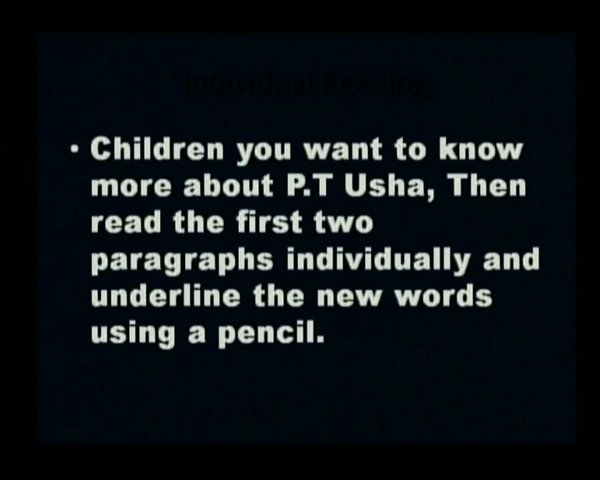 Individual Reading
• Children you want to know
more about P.T Usha, Then
read the first two
paragraphs individually and
underline the new words
using a pencil.